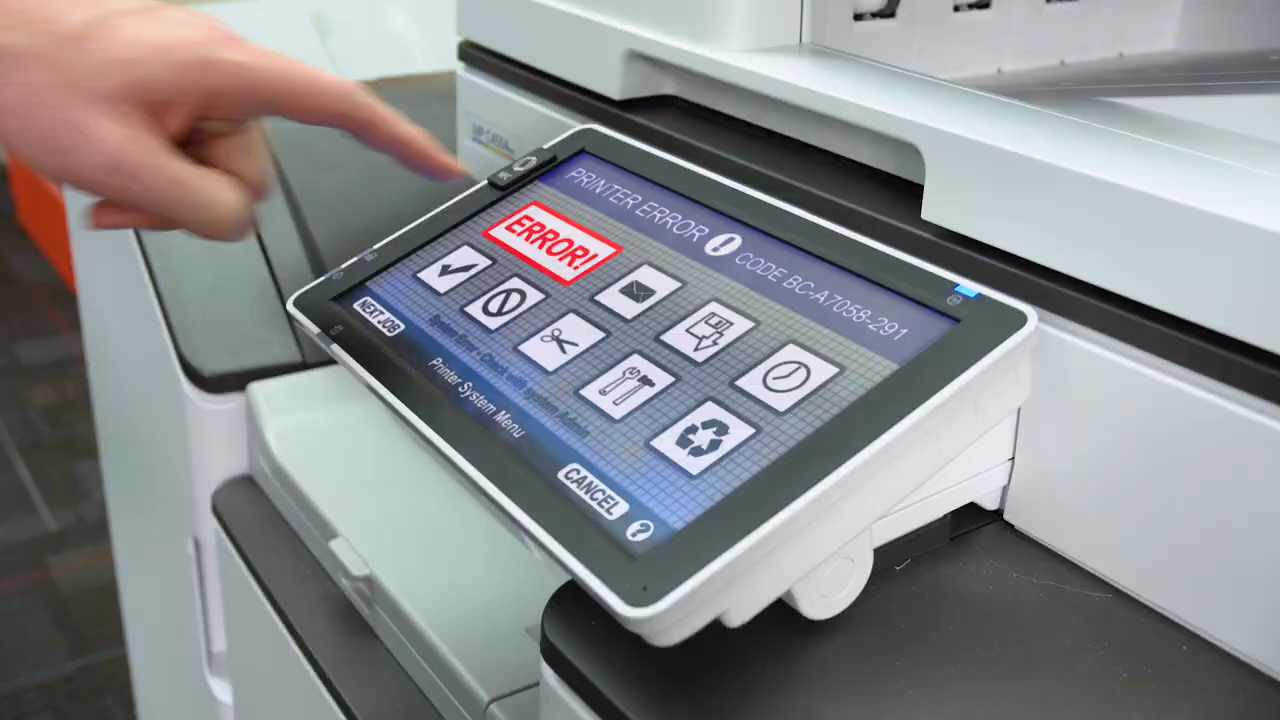 PRINTER ERROR ! CODE BC-A7058-291
ERROR!
NEXT JOB
System Error - Check with System Admin
Printer System Menu
CANCEL ?